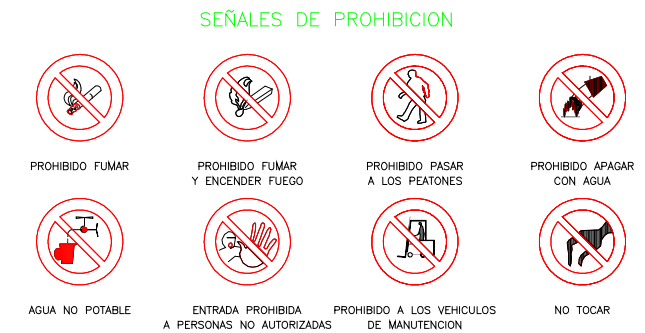 SEÑALES DE PROHIBICION
PROHIBIDO FUMAR
PROHIBIDO FUMAR
Y ENCENDER FUEGO
PROHIBIDO PASAR
A LOS PEATONES
PROHIBIDO APAGAR
CON AGUA
AGUA NO POTABLE
ENTRADA PROHIBIDA
A PERSONAS NO AUTORIZADAS
PROHIBIDO A LOS VEHICULOS
DE MANUTENCION
NO TOCAR